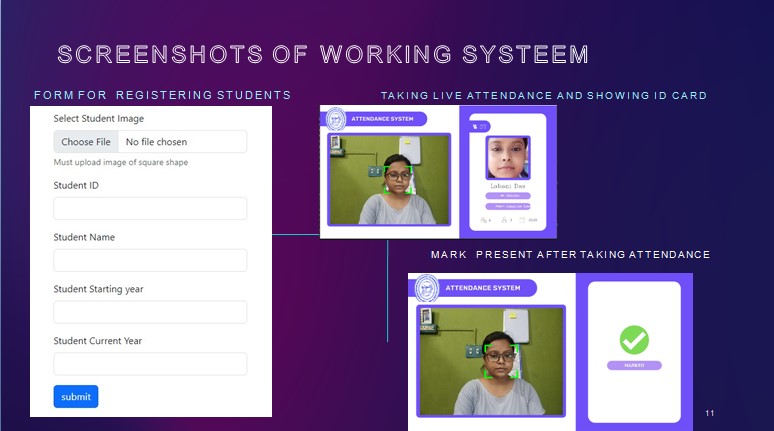 SCREENSHOTS OF WORKING SYSTEEM
FORM FOR REGISTERING STUDENTS
TAKING LIVE ATTENDANCE AND SHOWING ID CARD
Select Student Image
Choose File No file chosen
Must upload image of square shape
Student ID
Student Name
Student Starting year
Student Current Year
submit
ATTENDANCE SYSTEM
Labani Das
MARK PRESENT AFTER TAKING ATTENDANCE
ATTENDANCE SYSTEM
MARKED
11